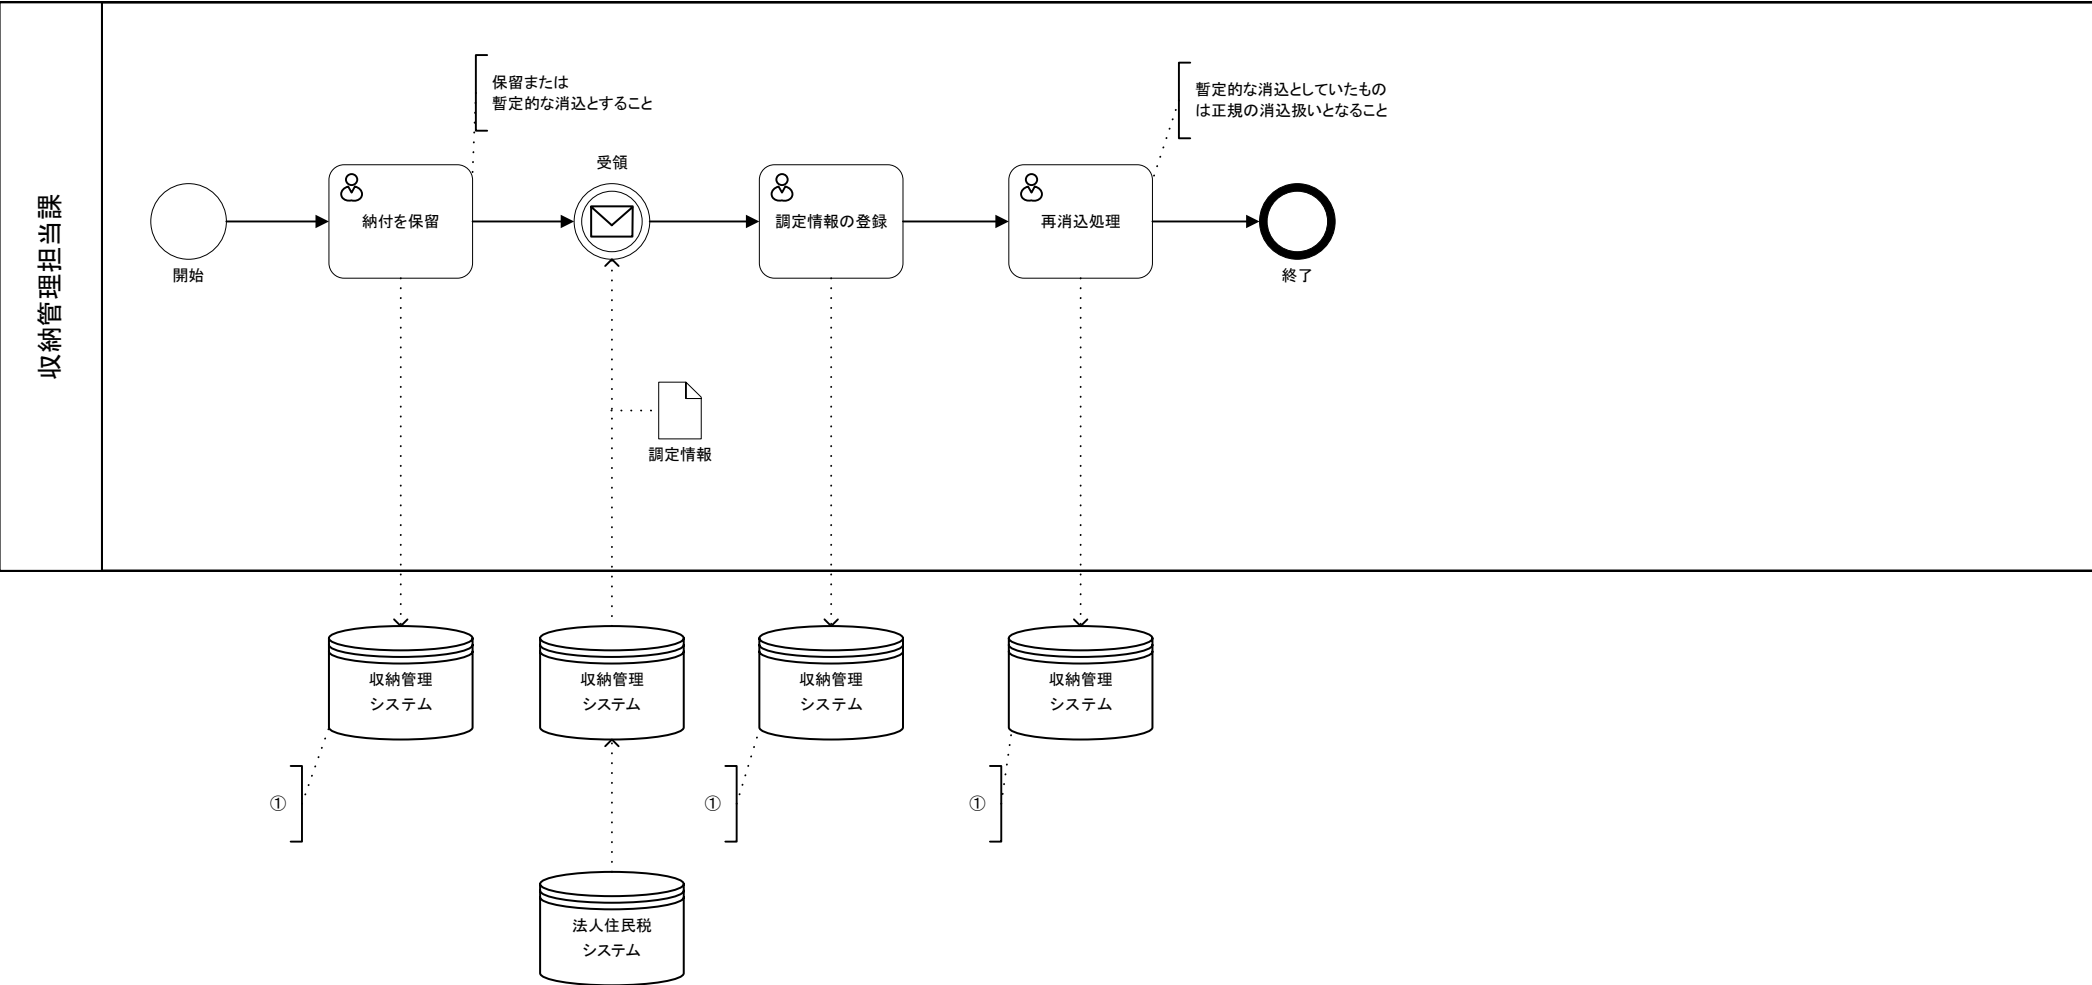 収納管理担当課
保留または
暫定的な消込とすること
暫定的な消込としていたもの
は正規の消込扱いとなること
受領
納付を保留
調定情報の登録
再消込処理
開始
終了
調定情報
収納管理
システム
収納管理
システム
収納管理
システム
収納管理
システム
①
①
①
法人住民税
システム